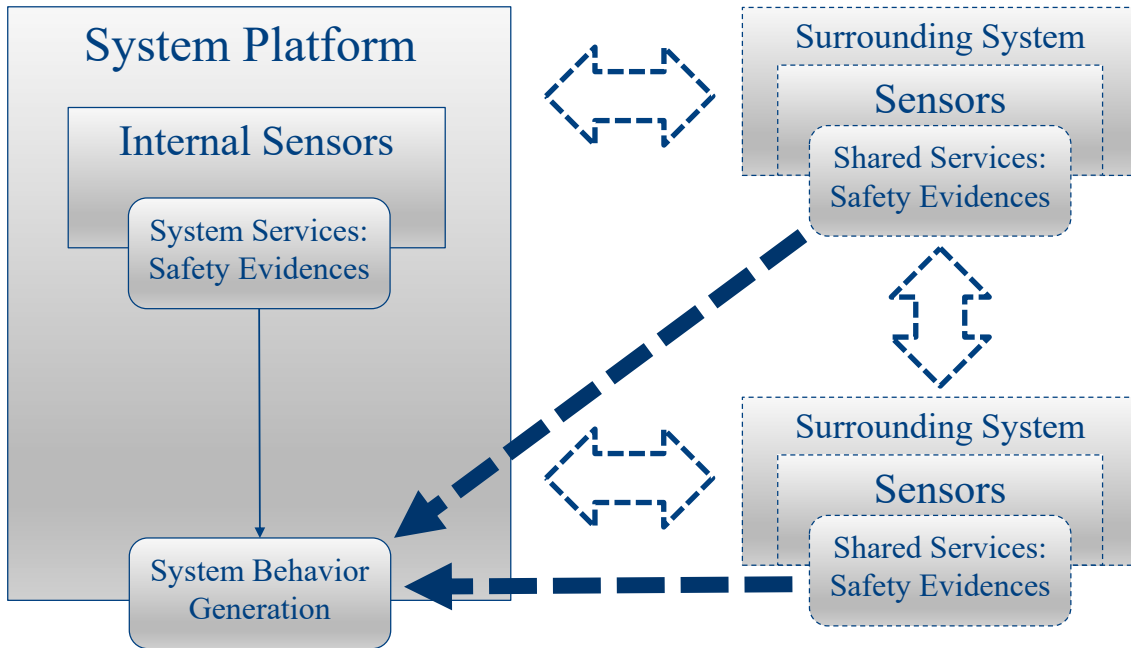 System Platform
Internal Sensors
System Services:
Safety Evidences
System Behavior
Generation
Surrounding System
Sensors
Shared Services:
Safety Evidences
Surrounding System
Sensors
Shared Services:
Safety Evidences